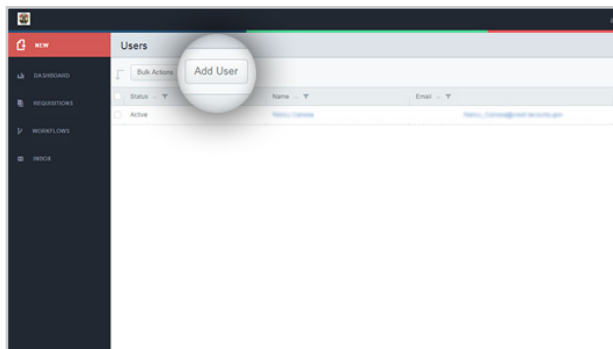 NEW
Users
DASHBOARD
Bulk Actions
Add User
REQUISITIONS
Status
Name
Email
Active
WORKFLOWS
INBOX